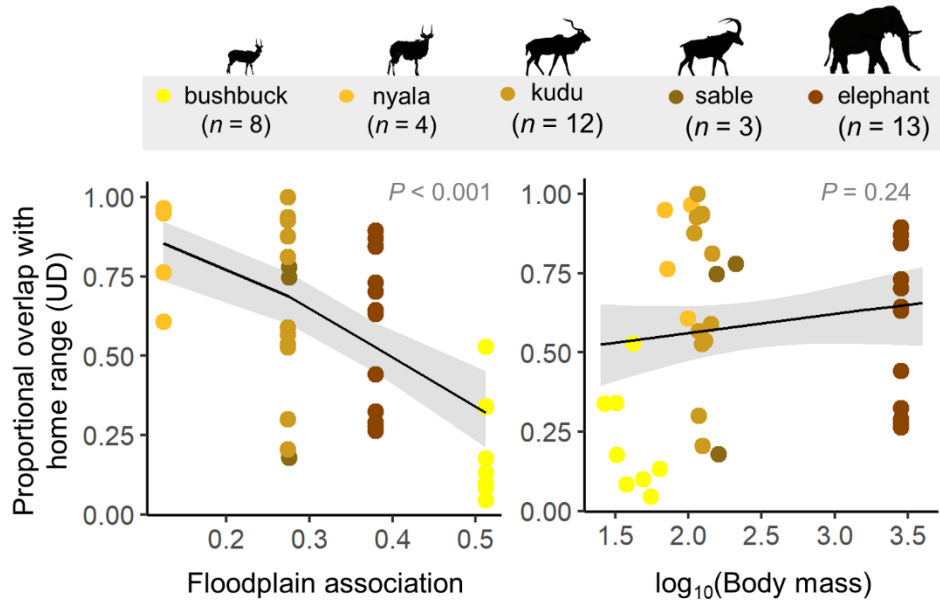 bushbuck nyala kudu sable elephant
(n = 8) (n = 4) (n = 12) (n = 3) (n = 13)
Proportional overlap with
home range (UD)
P < 0.001
1.00
0.75
0.50
0.25
0.00
0.2 0.3 0.4 0.5
Floodplain association
P = 0.24
1.00
0.75
0.50
0.25
0.00
1.5 2.0 2.5 3.0 3.5
log₁₀(Body mass)